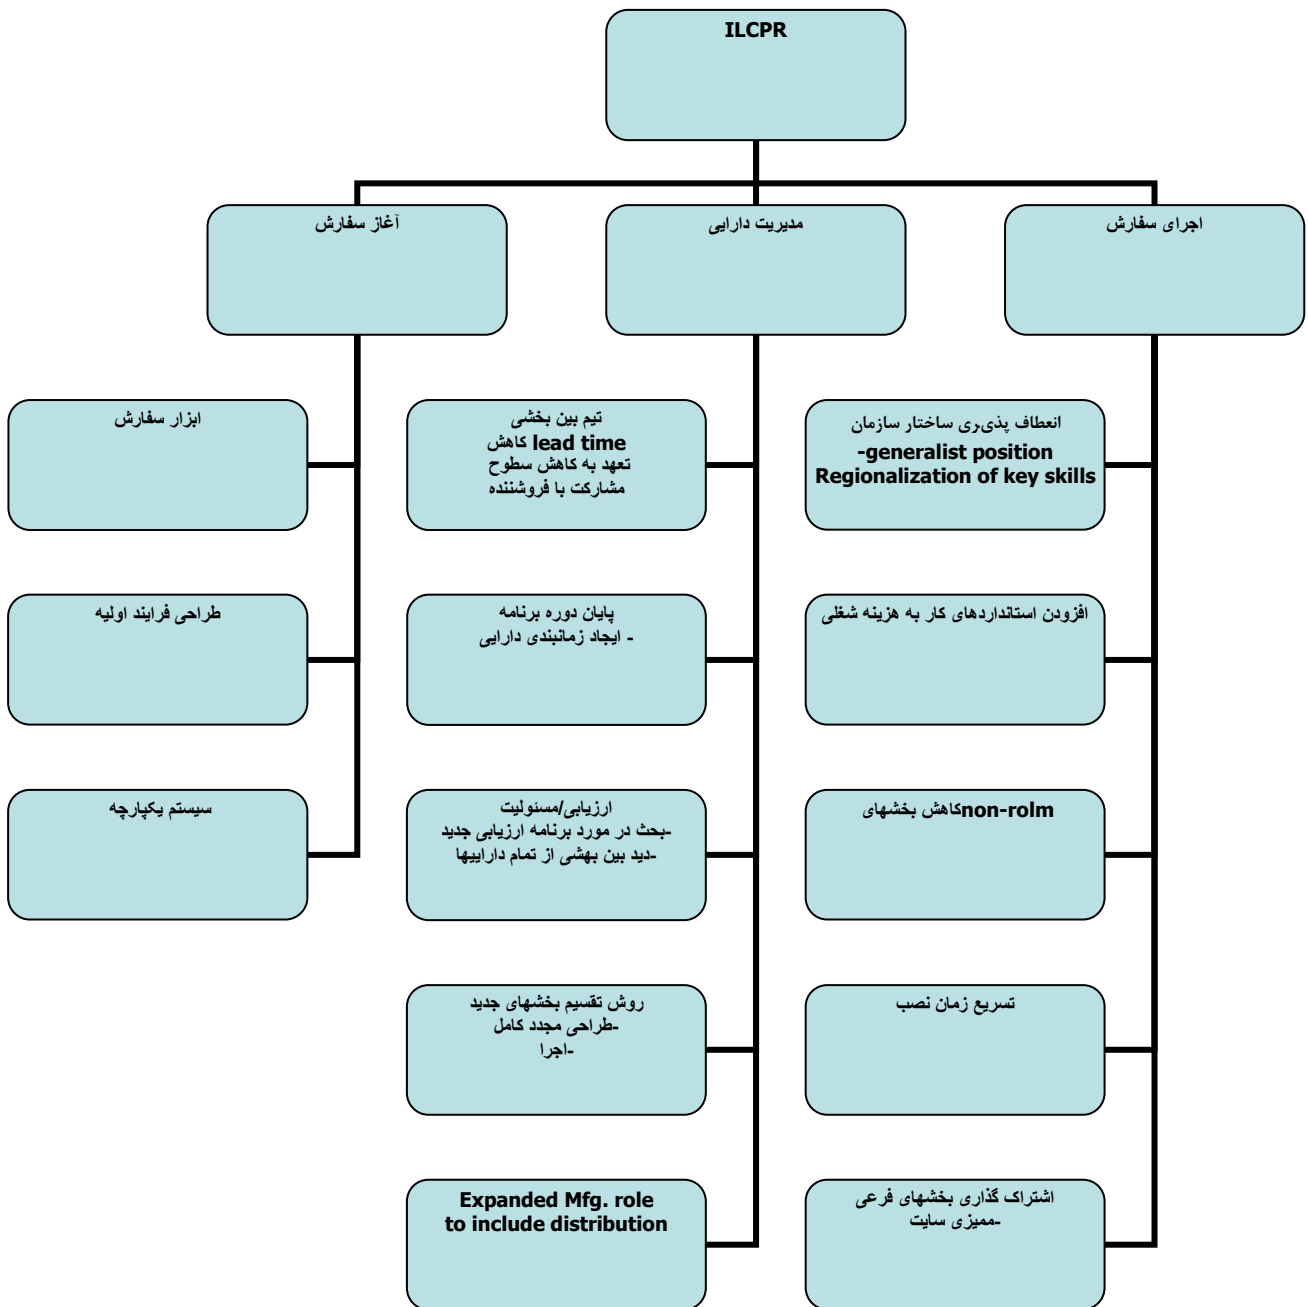 ILCPR
آغاز سفارش
مدیریت دارایی
اجرای سفارش
ابزار سفارش
تیم بین بخشی
کاهش lead time
تعهد به کاهش سطوح
مشارکت با فروشننده
انعطاف پذیری ساختار سازمان
-generalist position
Regionalization of key skills
طراحی فرایند اولیه
پایان دوره برنامه
- ایجاد زمانبندی دارایی
افزودن استانداردهای کار به هزینه شغلی
سیستم یکپارچه
ارزیابی/مسئولیت
-بحث در مورد برنامه ارزیابی جدید
-دید بین بهشی از تمام داراییها
کاهش بخشهای non-rolm
روش تقسیم بخشهای جدید
-طراحی مجدد کامل
-اجرا
تسریع زمان نصب
Expanded Mfg. role
to include distribution
اشتراک گذاری بخشهای فرعی
-ممیزی سایت